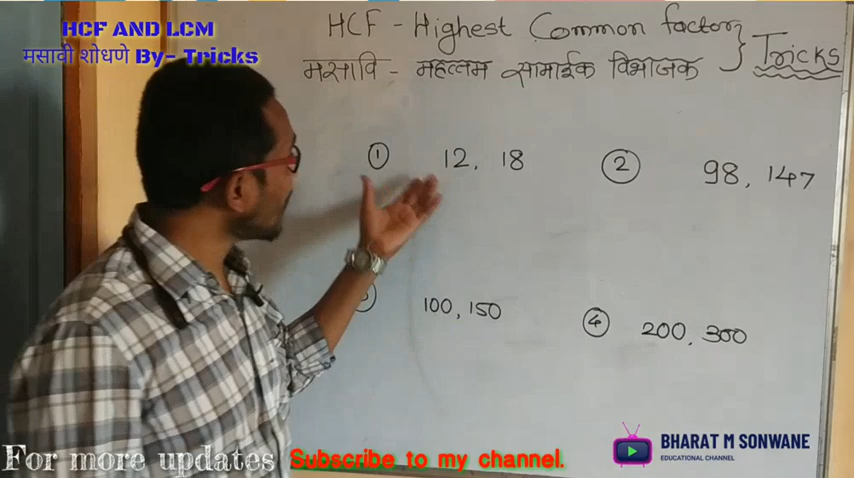 HCF AND LCM
मसावी शोधणे By- Tricks
HCF - Highest Common factor
मसावि - महत्तम सामाईक विभाजक
Tricks
① 12, 18
② 98, 147
100, 150
④ 200, 300
BHARAT M SONWANE
EDUCATIONAL CHANNEL
For more updates Subscribe to my channel.